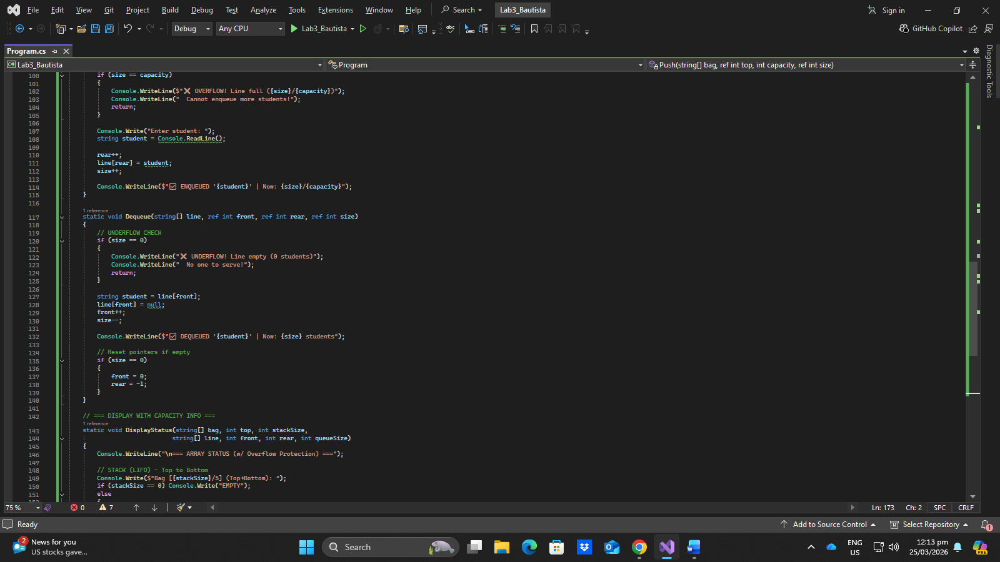 File Edit View Git Project Build Debug Test Analyze Tools Extensions Window Help Search Lab3_Bautista Sign in
Debug Any CPU Lab3_Bautista GitHub Copilot
Program.cs
Lab3_Bautista Program Push(string[] bag, ref int top, int capacity, ref int size)
Diagnostic Tools
100 if (size == capacity)
101 {
102 Console.WriteLine($"❌ OVERFLOW! Line full ({size}/{capacity})");
103 Console.WriteLine("  Cannot enqueue more students!");
104 return;
105 }
106
107 Console.Write("Enter student: ");
108 string student = Console.ReadLine();
109
110 rear++;
111 line[rear] = student;
112 size++;
113
114 Console.WriteLine($"✅ ENQUEUED '{student}' | Now: {size}/{capacity}");
115 }
116
1 reference
117 static void Dequeue(string[] line, ref int front, ref int rear, ref int size)
118 {
119 // UNDERFLOW CHECK
120 if (size == 0)
121 {
122 Console.WriteLine("❌ UNDERFLOW! Line empty (0 students)");
123 Console.WriteLine("  No one to serve!");
124 return;
125 }
126
127 string student = line[front];
128 line[front] = null;
129 front++;
130 size--;
131
132 Console.WriteLine($"✅ DEQUEUED '{student}' | Now: {size} students");
133
134 // Reset pointers if empty
135 if (size == 0)
136 {
137 front = 0;
138 rear = -1;
139 }
140 }
141
142 // === DISPLAY WITH CAPACITY INFO ===
1 reference
143 static void DisplayStatus(string[] bag, int top, int stackSize,
144 string[] line, int front, int rear, int queueSize)
145 {
146 Console.WriteLine("\n=== ARRAY STATUS (w/ Overflow Protection) ===");
147
148 // STACK (LIFO) - Top to Bottom
149 Console.Write($"Bag [{stackSize}/5] (Top→Bottom): ");
150 if (stackSize == 0) Console.Write("EMPTY");
151 else
152 {
75 % 0 7 Ln: 173 Ch: 2 SPC CRLF
Ready Add to Source Control Select Repository 1
2 News for you
US stocks gave...
Search
ENG
US
12:13 pm
25/03/2026
PRE